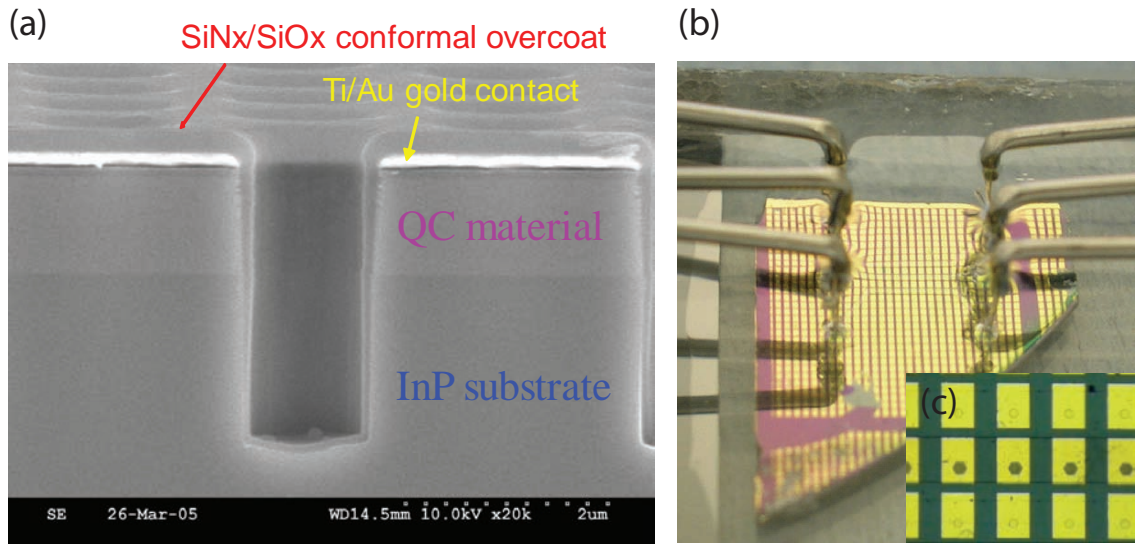 (a)
SiNx/SiOx conformal overcoat
Ti/Au gold contact
QC material
InP substrate
SE 26-Mar-05 WD14.5mm 10.0kV x20k 2um
(b)
(c)